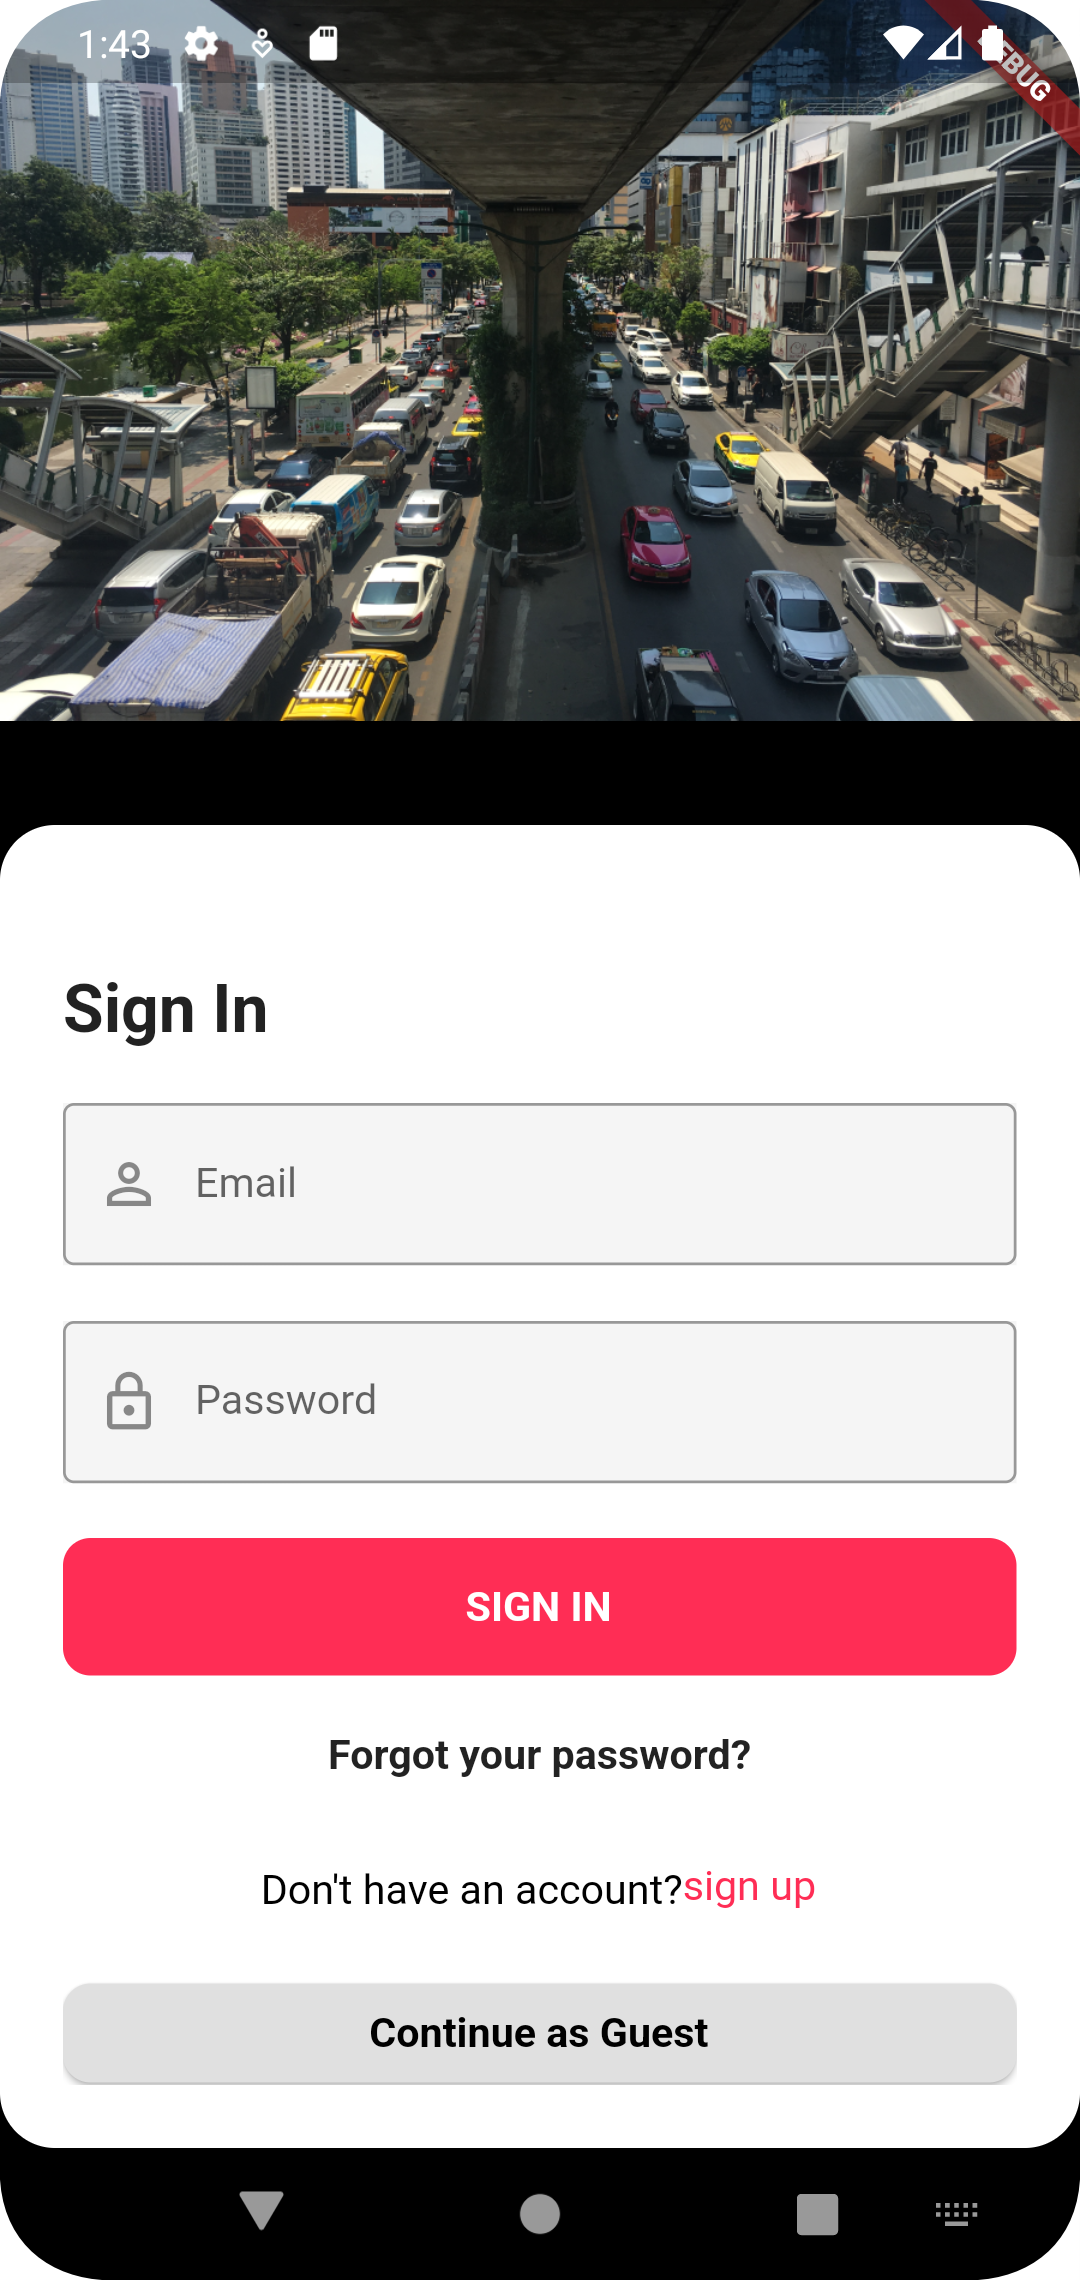 1:43
DEBUG
Sign In
Email
Password
SIGN IN
Forgot your password?
Don't have an account?sign up
Continue as Guest